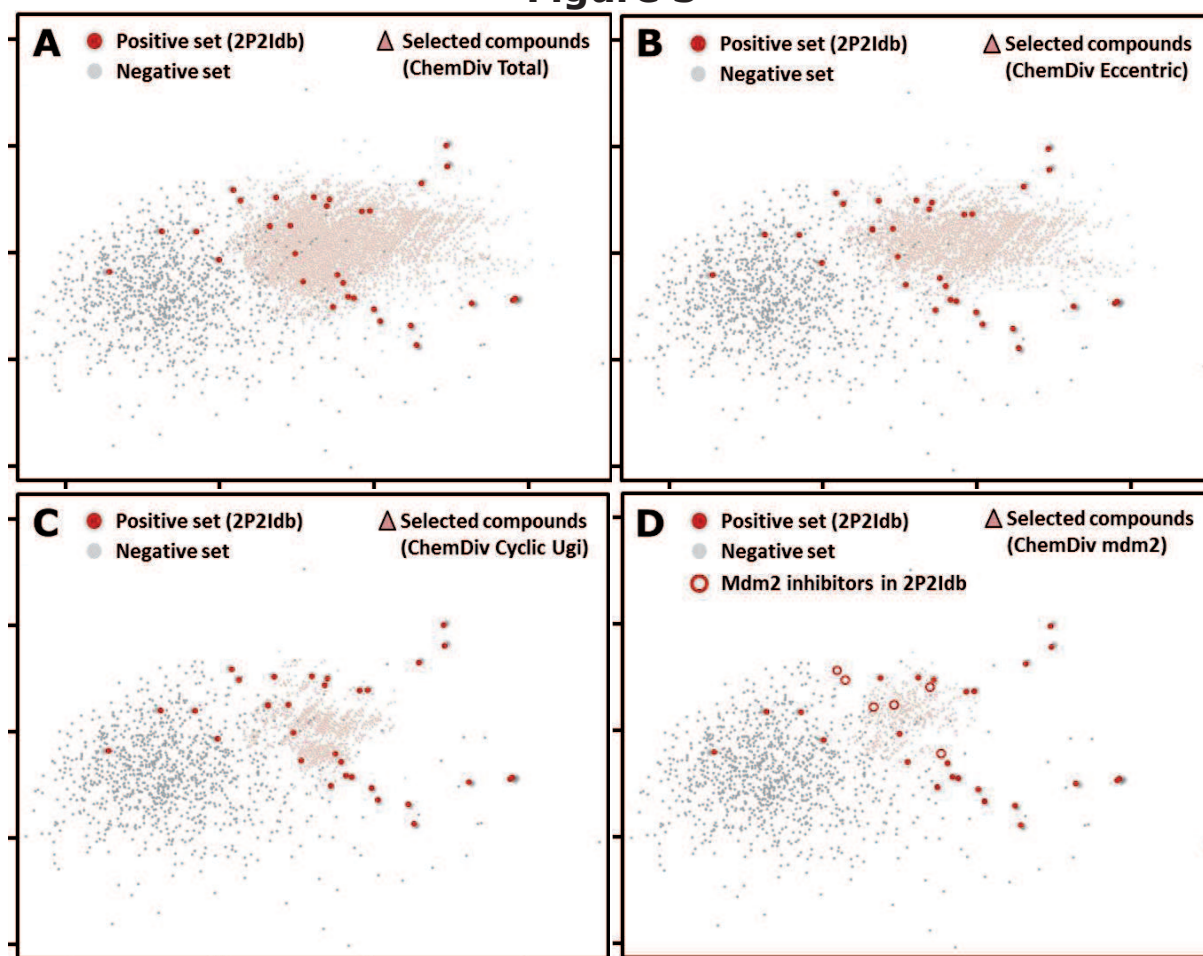 A
Positive set (2P2Idb)
Negative set
Selected compounds
(ChemDiv Total)
B
Positive set (2P2Idb)
Negative set
Selected compounds
(ChemDiv Eccentric)
C
Positive set (2P2Idb)
Negative set
Selected compounds
(ChemDiv Cyclic Ugi)
D
Positive set (2P2Idb)
Negative set
Mdm2 inhibitors in 2P2Idb
Selected compounds
(ChemDiv mdm2)